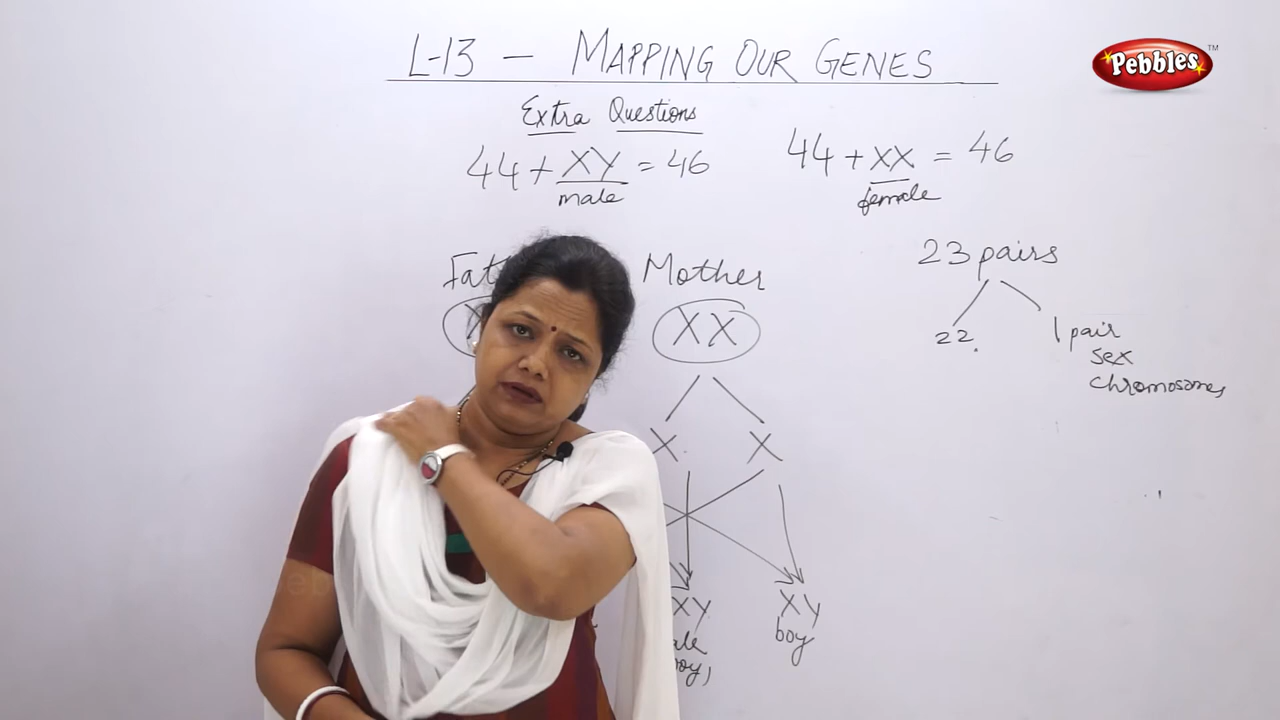 L-13 — MAPPING OUR GENES
Pebbles TM
Extra Questions
44 + XY = 46
male
44 + XX = 46
female
23 pairs
22
1 pair
sex
chromosomes
Mother
XX
X X
XY XY
boy